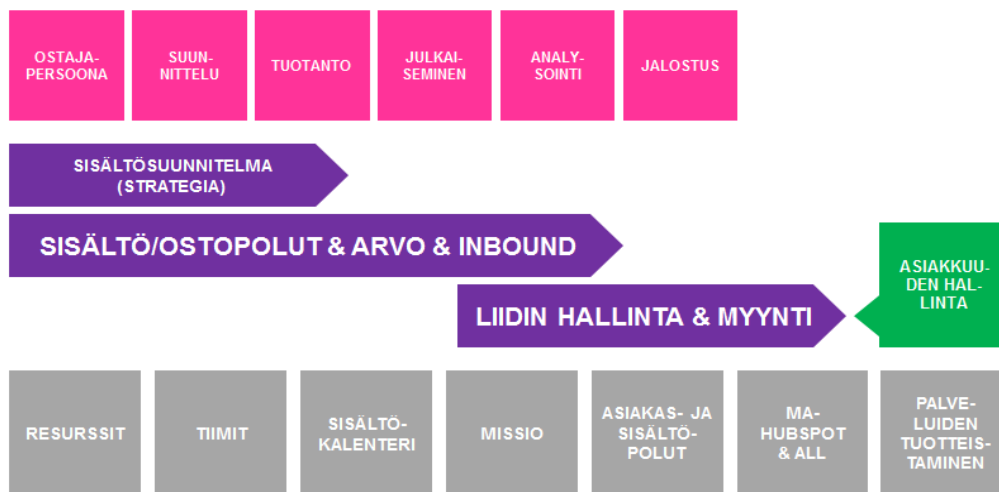 OSTAJA-
PERSOONA
SUUN-
NITTELU
TUOTANTO
JULKAI-
SEMINEN
ANALY-
SOINTI
JALOSTUS
SISÄLTÖSUUNNITELMA
(STRATEGIA)
SISÄLTÖ/OSTOPOLUT & ARVO & INBOUND
ASIAKKUU-
DEN HAL-
LINTA
LIIDIN HALLINTA & MYYNTI
RESURSSIT
TIIMIT
SISÄLTÖ-
KALENTERI
MISSIO
ASIAKAS- JA
SISÄLTÖ-
POLUT
MA-
HUBSPOT
& ALL
PALVE-
LUIDEN
TUOTTEIS-
TAMINEN